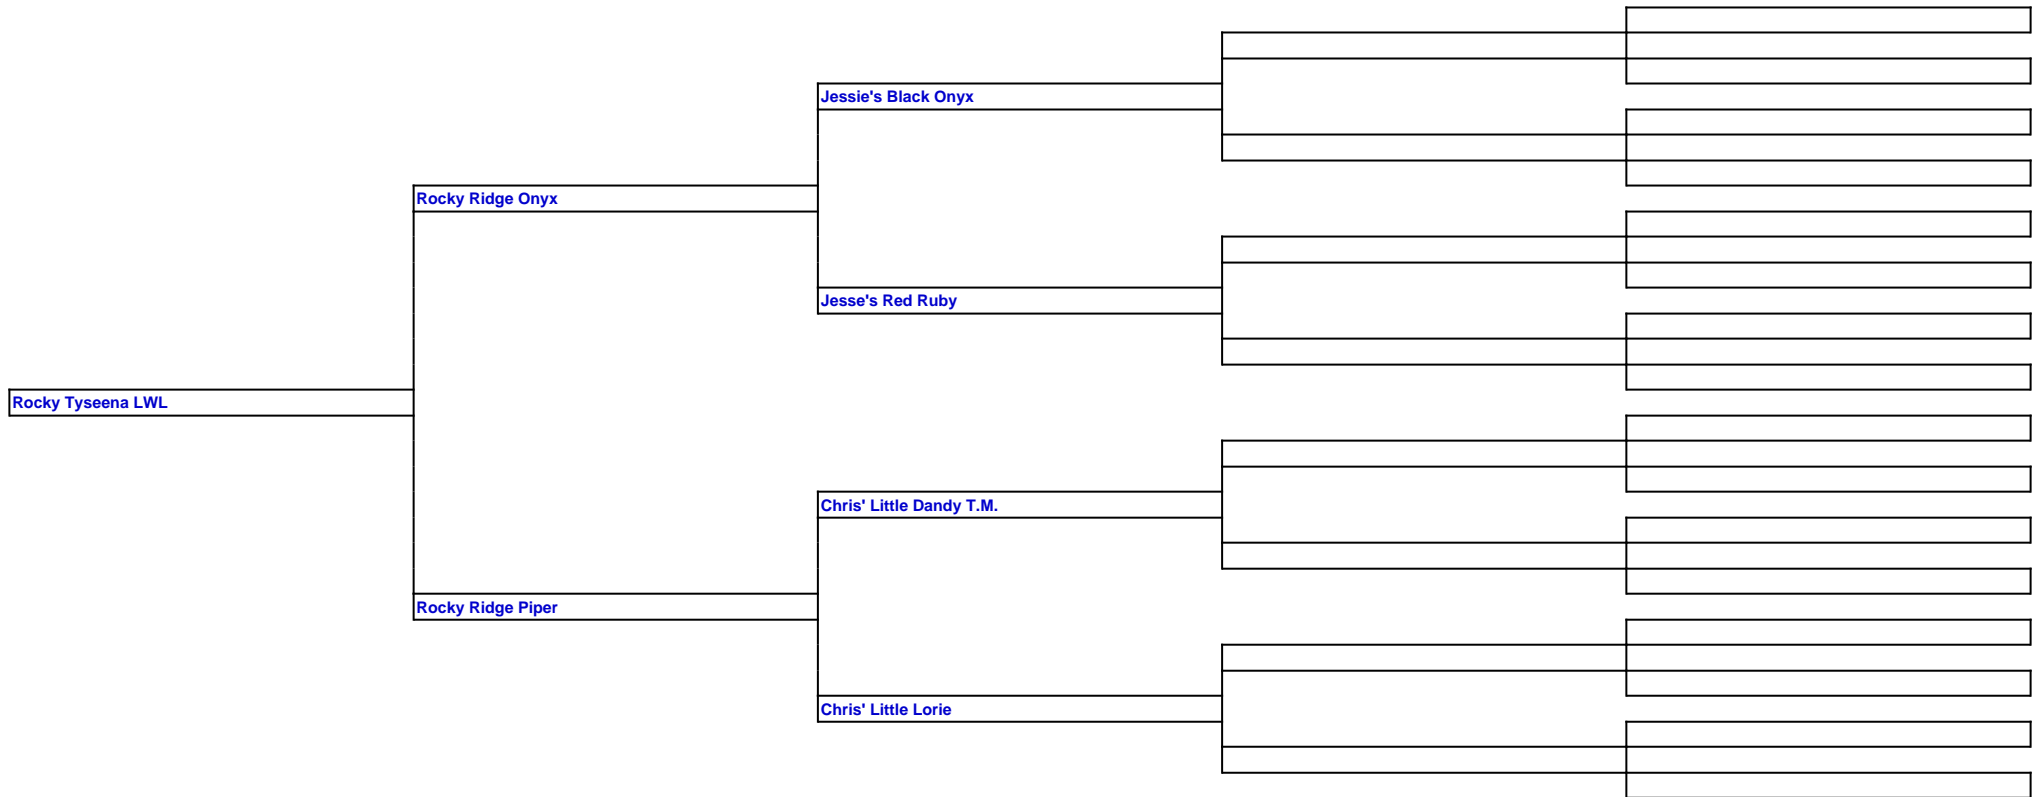 Jessie's Black Onyx
Rocky Ridge Onyx
Jesse's Red Ruby
Rocky Tyseena LWL
Chris' Little Dandy T.M.
Rocky Ridge Piper
Chris' Little Lorie